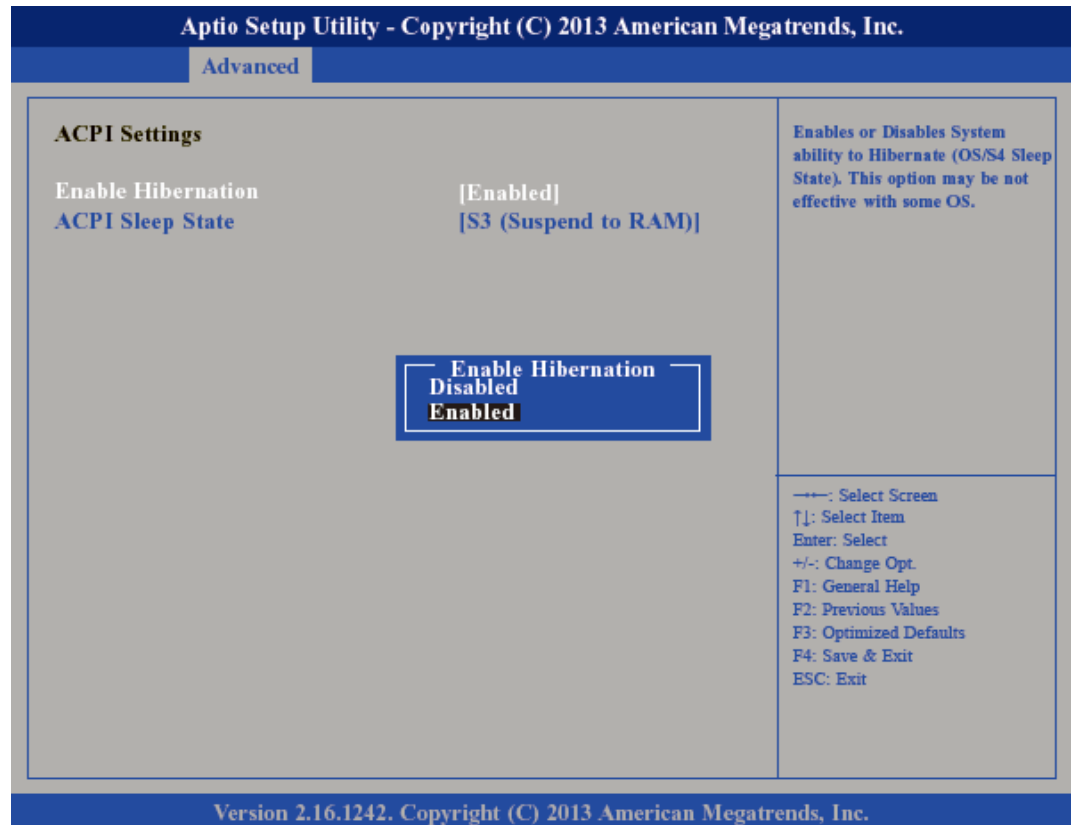 Aptio Setup Utility - Copyright (C) 2013 American Megatrends, Inc.
Advanced
ACPI Settings
Enable Hibernation [Enabled]
ACPI Sleep State [S3 (Suspend to RAM)]
Enable Hibernation
Disabled
Enabled
Enables or Disables System
ability to Hibernate (OS/S4 Sleep
State). This option may be not
effective with some OS.
→←: Select Screen
↑↓: Select Item
Enter: Select
+/-: Change Opt.
F1: General Help
F2: Previous Values
F3: Optimized Defaults
F4: Save & Exit
ESC: Exit
Version 2.16.1242. Copyright (C) 2013 American Megatrends, Inc.